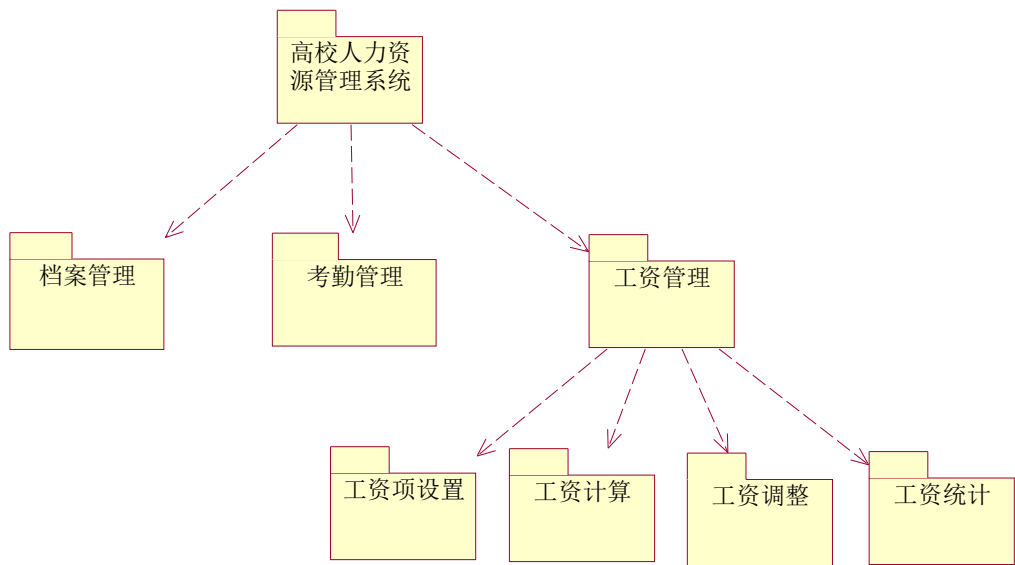 高校人力资
源管理系统
档案管理
考勤管理
工资管理
工资项设置
工资计算
工资调整
工资统计